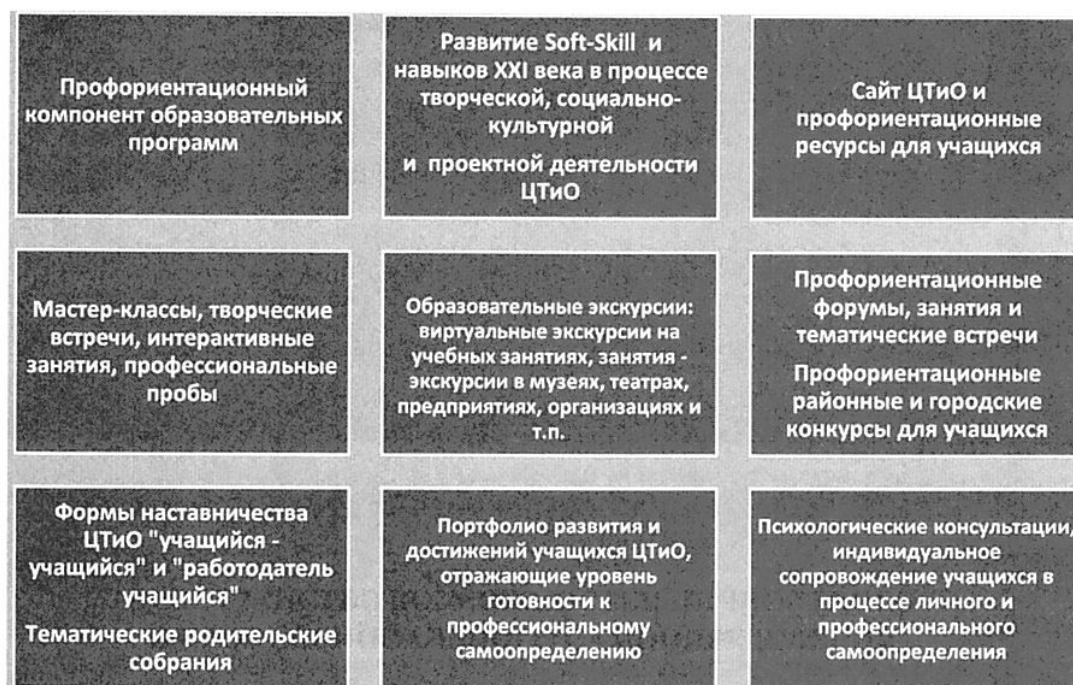 Профориентационный
компонент образовательных
программ
Развитие Soft-Skill и
навыков XXI века в процессе
творческой, социально-
культурной
и проектной деятельности
ЦТиО
Сайт ЦТиО и
профориентационные
ресурсы для учащихся
Мастер-классы, творческие
встречи, интерактивные
занятия, профессиональные
пробы
Образовательные экскурсии:
виртуальные экскурсии на
учебных занятиях, занятия -
экскурсии в музеях, театрах,
предприятиях, организациях и
т.п.
Профориентационные
форумы, занятия и
тематические встречи
Профориентационные
районные и городские
конкурсы для учащихся
Формы наставничества
ЦТиО "учащийся -
учащийся" и "работодатель
учащийся"
Тематические родительские
собрания
Портфолио развития и
достижений учащихся ЦТиО,
отражающие уровень
готовности к
профессиональному
самоопределению
Психологические консультации,
индивидуальное
сопровождение учащихся в
процессе личного и
профессионального
самоопределения